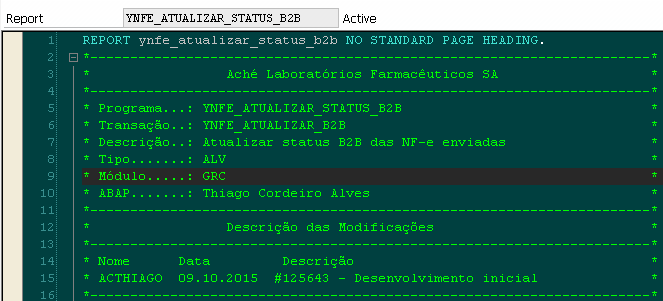 Report YNFE_ATUALIZAR_STATUS_B2B Active
1 REPORT ynfe_atualizar_status_b2b NO STANDARD PAGE HEADING.
2 *----------------------------------------------------------------------*
3 * Aché Laboratórios Farmacêuticos SA *
4 *----------------------------------------------------------------------*
5 * Programa...: YNFE_ATUALIZAR_STATUS_B2B *
6 * Transação..: YNFE_ATUALIZAR_B2B *
7 * Descrição..: Atualizar status B2B das NF-e enviadas *
8 * Tipo.......: ALV *
9 * Módulo.....: GRC *
10 * ABAP.......: Thiago Cordeiro Alves *
11 *----------------------------------------------------------------------*
12 * Descrição das Modificações *
13 *----------------------------------------------------------------------*
14 * Nome Data Descrição *
15 * ACTHIAGO 09.10.2015 #125643 - Desenvolvimento inicial *
16 *----------------------------------------------------------------------*